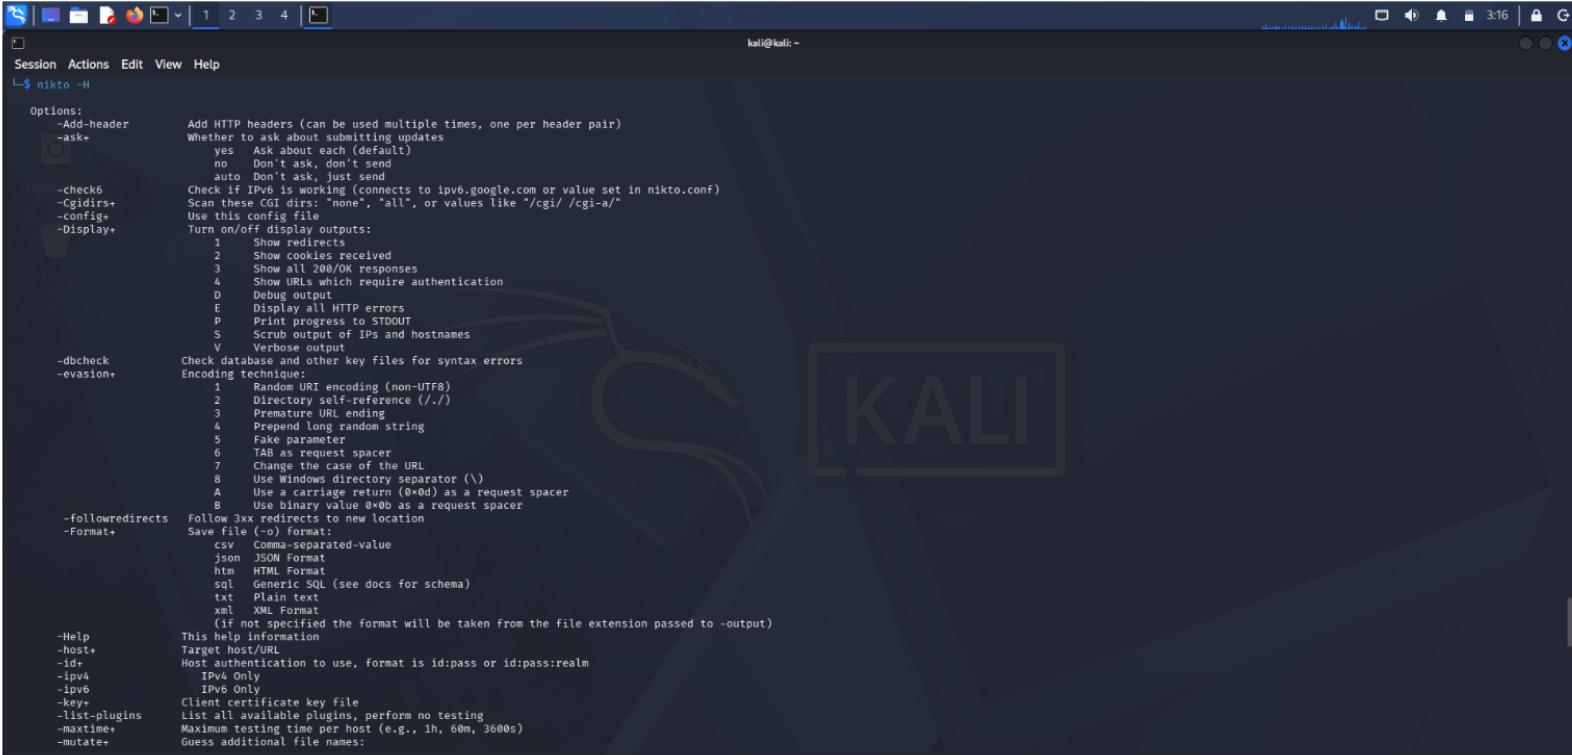 1 2 3 4 3:16
kali@kali: ~
Session Actions Edit View Help
└─$ nikto -H
Options:
-Add-header Add HTTP headers (can be used multiple times, one per header pair)
-ask+ Whether to ask about submitting updates
yes Ask about each (default)
no Don't ask, don't send
auto Don't ask, just send
-check6 Check if IPv6 is working (connects to ipv6.google.com or value set in nikto.conf)
-Cgidirs+ Scan these CGI dirs: "none", "all", or values like "/cgi/ /cgi-a/"
-config+ Use this config file
-Display+ Turn on/off display outputs:
1 Show redirects
2 Show cookies received
3 Show all 200/OK responses
4 Show URLs which require authentication
D Debug output
E Display all HTTP errors
P Print progress to STDOUT
S Scrub output of IPs and hostnames
V Verbose output
-dbcheck Check database and other key files for syntax errors
-evasion+ Encoding technique:
1 Random URI encoding (non-UTF8)
2 Directory self-reference (/./)
3 Premature URL ending
4 Prepend long random string
5 Fake parameter
6 TAB as request spacer
7 Change the case of the URL
8 Use Windows directory separator (\)
A Use a carriage return (0×0d) as a request spacer
B Use binary value 0×0b as a request spacer
-followredirects Follow 3xx redirects to new location
-Format+ Save file (-o) format:
csv Comma-separated-value
json JSON Format
htm HTML Format
sql Generic SQL (see docs for schema)
txt Plain text
xml XML Format
(if not specified the format will be taken from the file extension passed to -output)
-Help This help information
-host+ Target host/URL
-id+ Host authentication to use, format is id:pass or id:pass:realm
-ipv4 IPv4 Only
-ipv6 IPv6 Only
-key+ Client certificate key file
-list-plugins List all available plugins, perform no testing
-maxtime+ Maximum testing time per host (e.g., 1h, 60m, 3600s)
-mutate+ Guess additional file names:
KALI